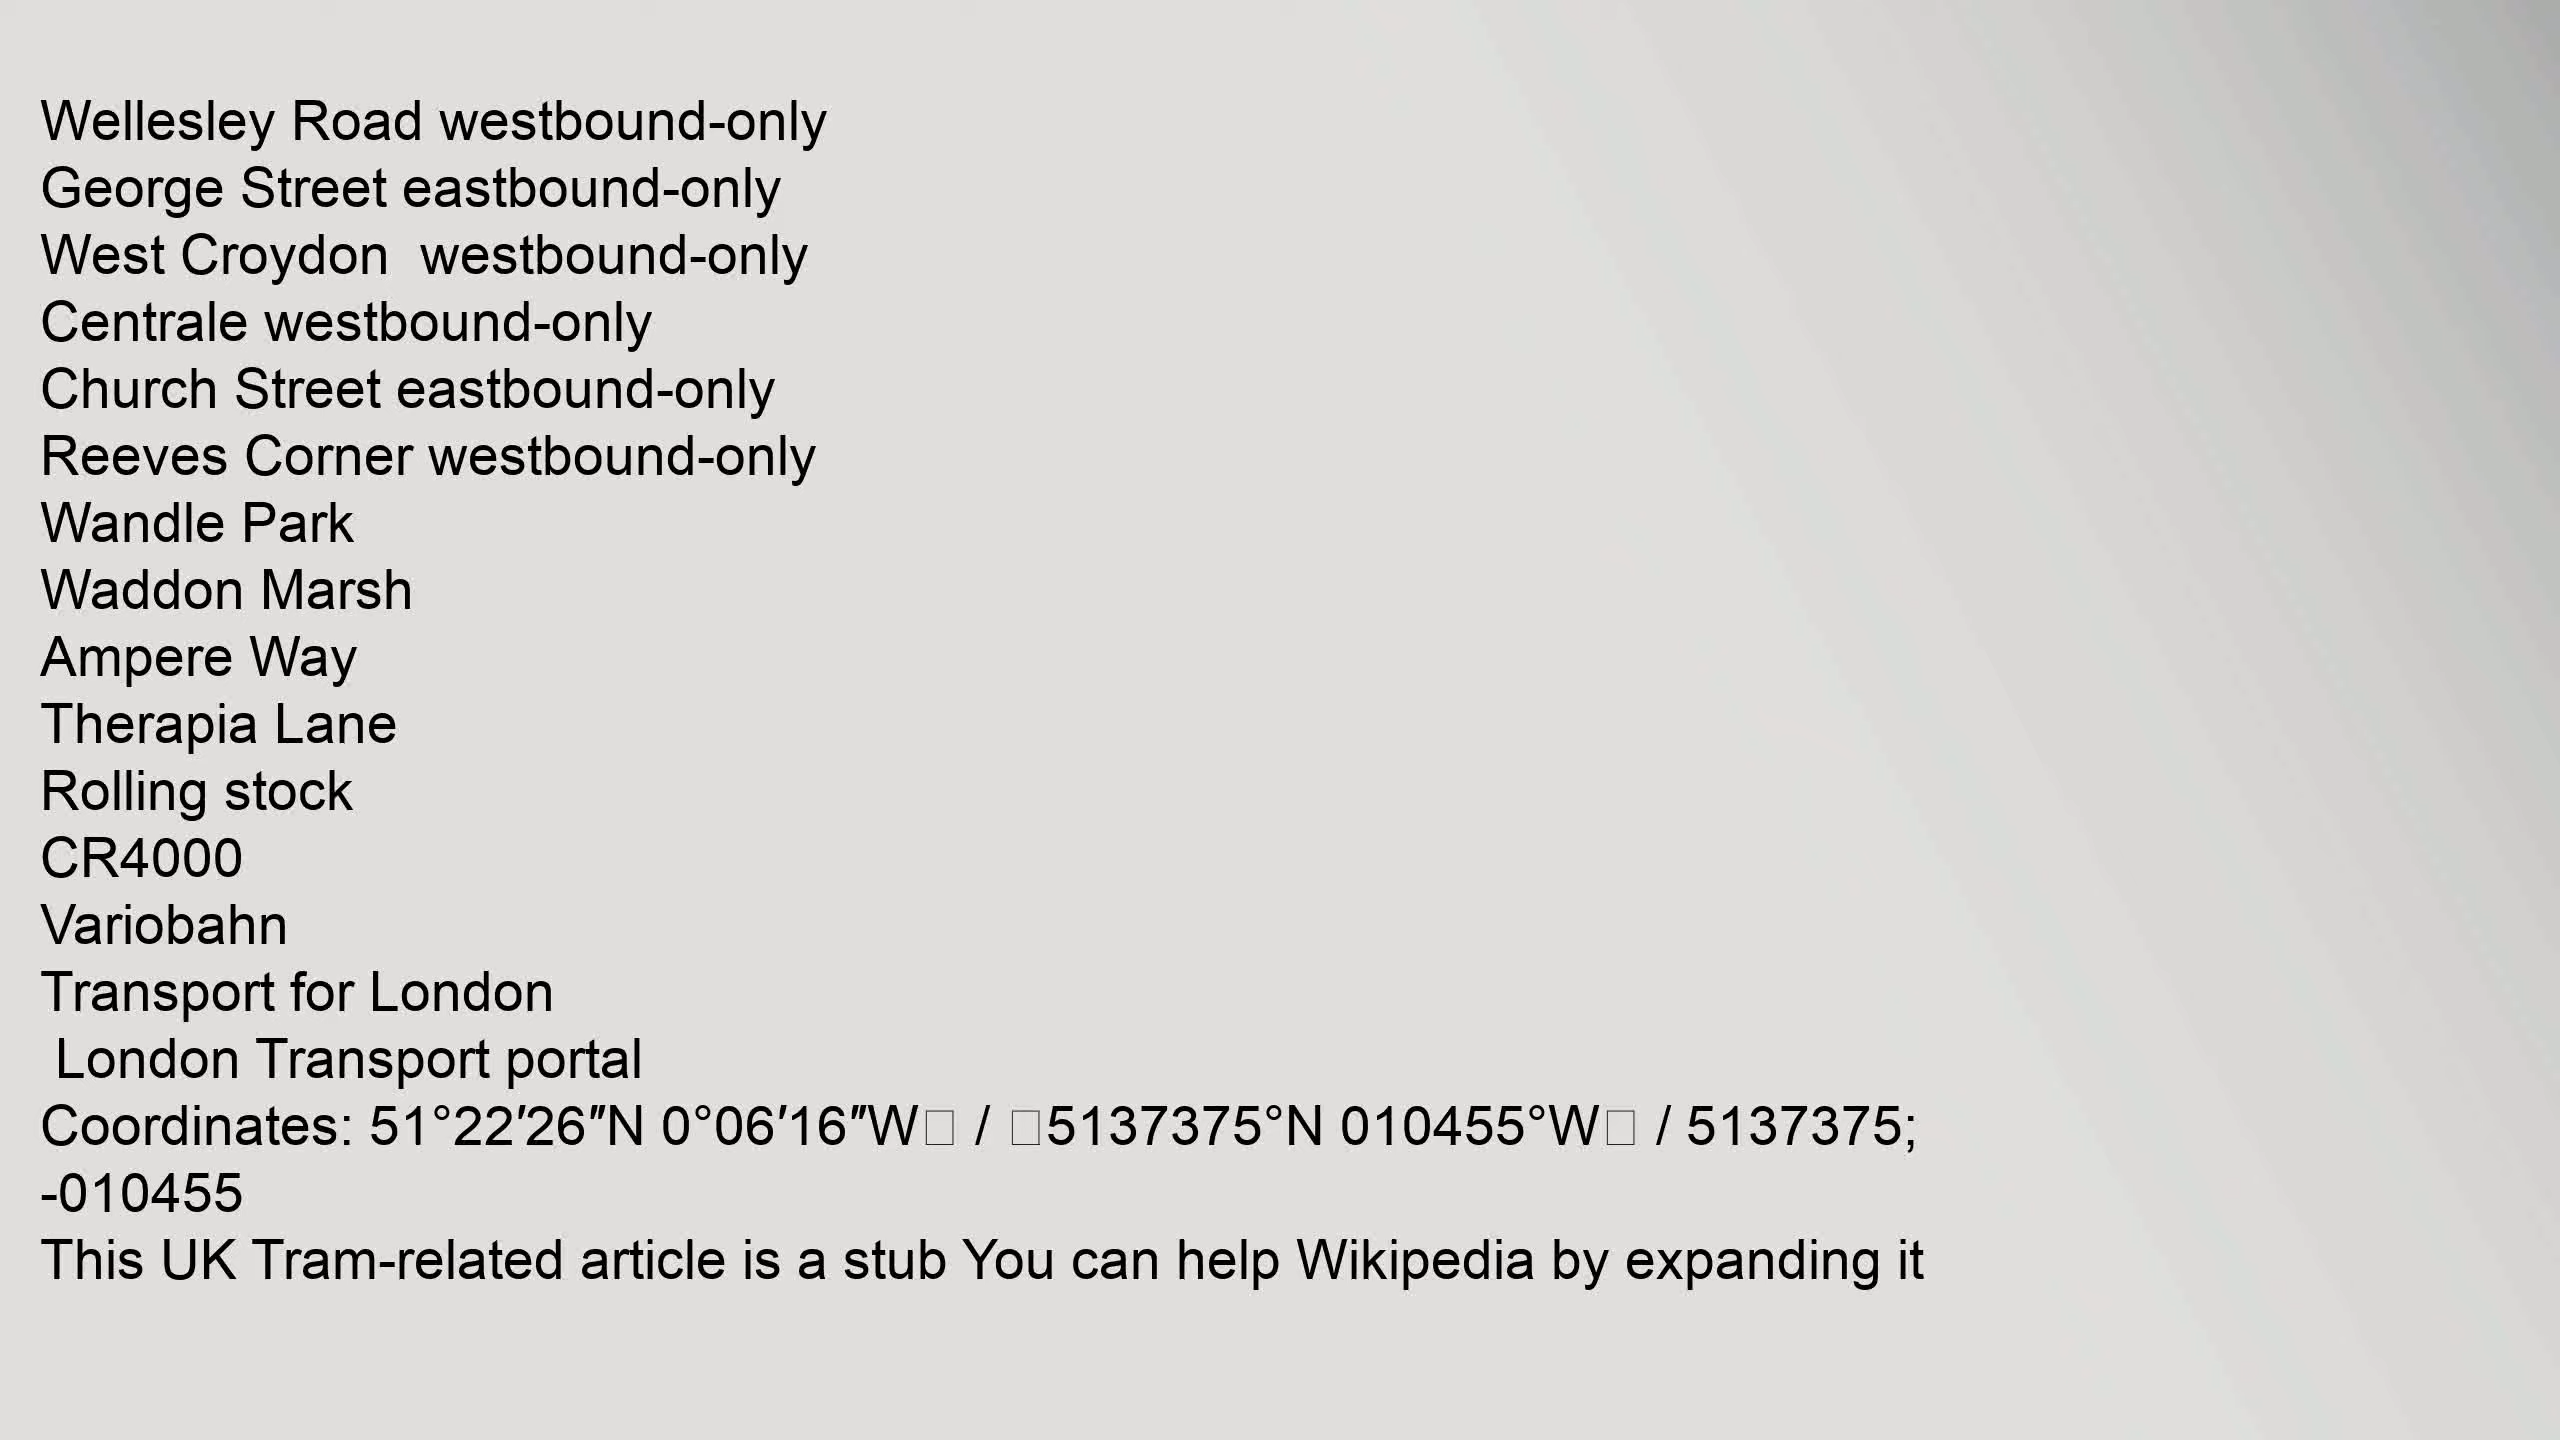 Wellesley Road westbound-only
George Street eastbound-only
West Croydon  westbound-only
Centrale westbound-only
Church Street eastbound-only
Reeves Corner westbound-only
Wandle Park
Waddon Marsh
Ampere Way
Therapia Lane
Rolling stock
CR4000
Variobahn
Transport for London
London Transport portal
Coordinates: 51°22′26″N 0°06′16″W□ / □5137375°N 010455°W□ / 5137375;
-010455
This UK Tram-related article is a stub You can help Wikipedia by expanding it